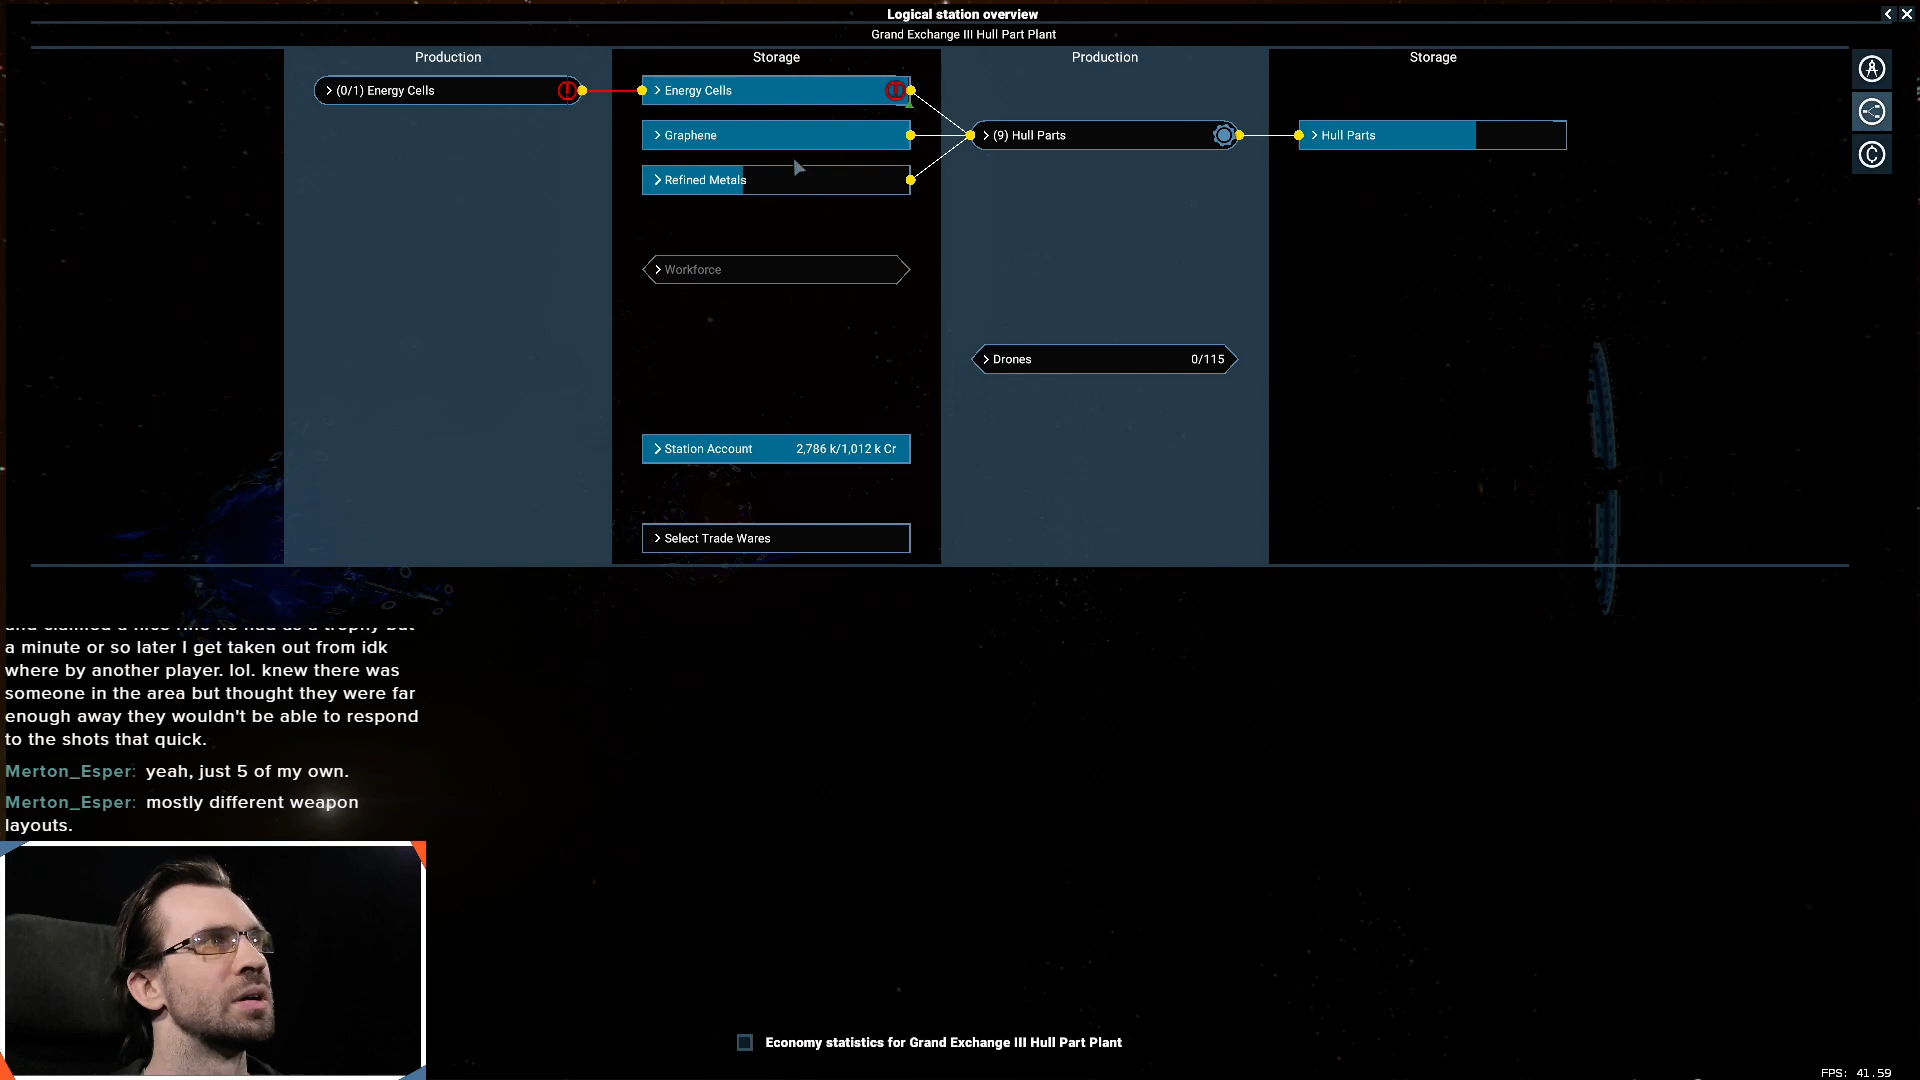 Logical station overview
Grand Exchange III Hull Part Plant
Production
Storage
Production
Storage
(0/1) Energy Cells
Energy Cells
Graphene
(9) Hull Parts
Hull Parts
Refined Metals
Workforce
Drones 0/115
Station Account 2,786 k/1,012 k Cr
Select Trade Wares
a minute or so later I get taken out from idk
where by another player. lol. knew there was
someone in the area but thought they were far
enough away they wouldn't be able to respond
to the shots that quick.
Merton_Esper: yeah, just 5 of my own.
Merton_Esper: mostly different weapon
layouts.
Economy statistics for Grand Exchange III Hull Part Plant
FPS: 41.59